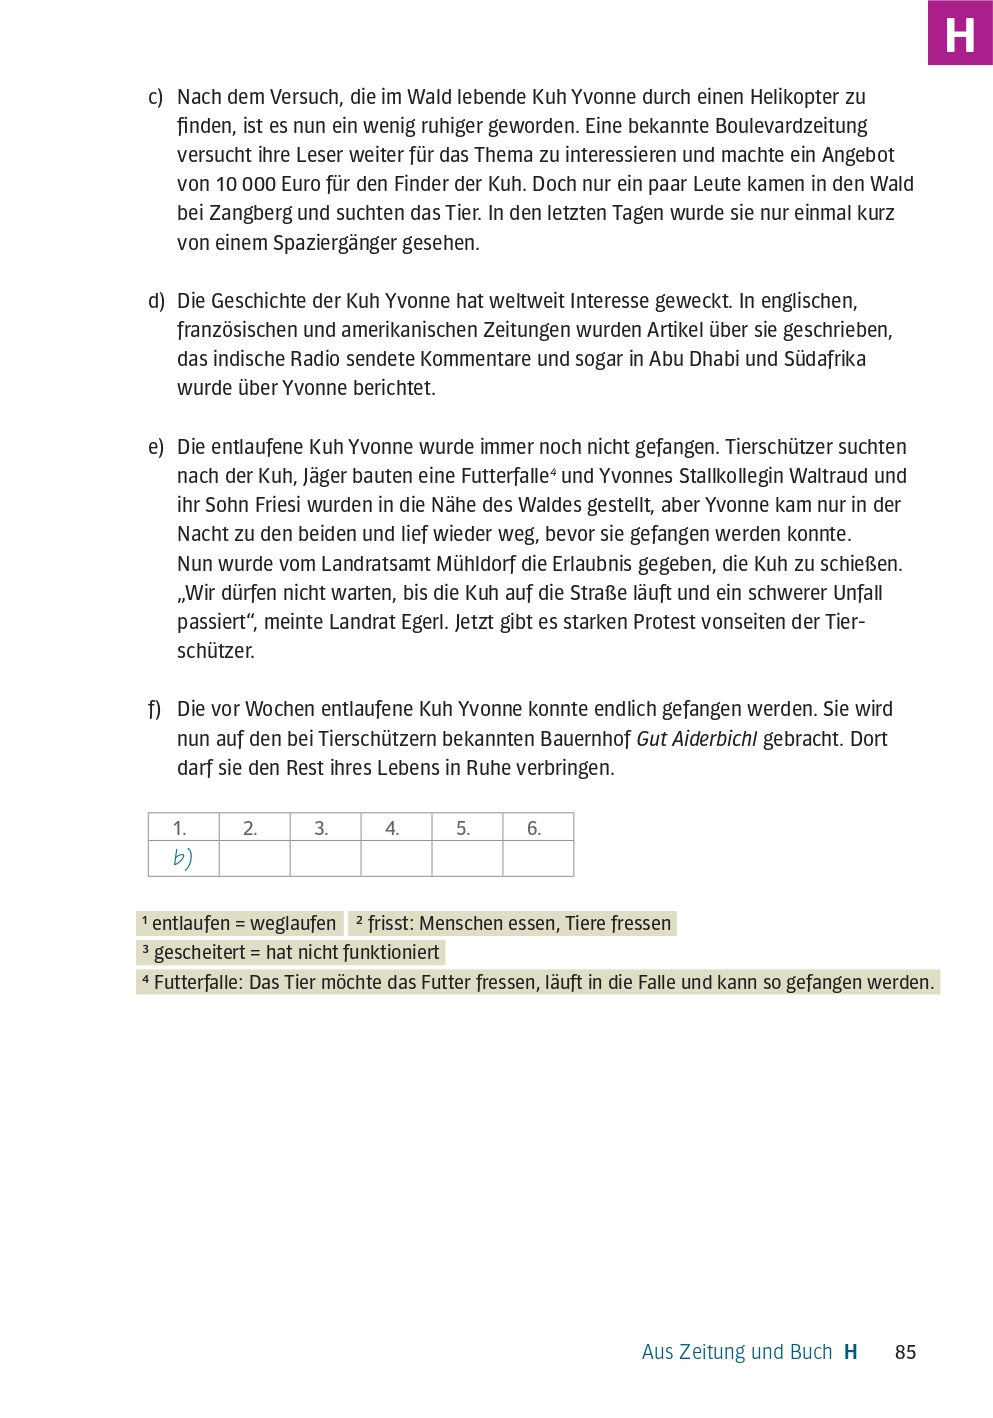 H
c) Nach dem Versuch, die im Wald lebende Kuh Yvonne durch einen Helikopter zu
finden, ist es nun ein wenig ruhiger geworden. Eine bekannte Boulevardzeitung
versucht ihre Leser weiter für das Thema zu interessieren und machte ein Angebot
von 10 000 Euro für den Finder der Kuh. Doch nur ein paar Leute kamen in den Wald
bei Zangberg und suchten das Tier. In den letzten Tagen wurde sie nur einmal kurz
von einem Spaziergänger gesehen.
d) Die Geschichte der Kuh Yvonne hat weltweit Interesse geweckt. In englischen,
französischen und amerikanischen Zeitungen wurden Artikel über sie geschrieben,
das indische Radio sendete Kommentare und sogar in Abu Dhabi und Südafrika
wurde über Yvonne berichtet.
e) Die entlaufene Kuh Yvonne wurde immer noch nicht gefangen. Tierschützer suchten
nach der Kuh, Jäger bauten eine Futterfalle⁴ und Yvonnes Stallkollegin Waltraud und
ihr Sohn Friesi wurden in die Nähe des Waldes gestellt, aber Yvonne kam nur in der
Nacht zu den beiden und lief wieder weg, bevor sie gefangen werden konnte.
Nun wurde vom Landratsamt Mühldorf die Erlaubnis gegeben, die Kuh zu schießen.
„Wir dürfen nicht warten, bis die Kuh auf die Straße läuft und ein schwerer Unfall
passiert“, meinte Landrat Egerl. Jetzt gibt es starken Protest vonseiten der Tier-
schützer.
f) Die vor Wochen entlaufene Kuh Yvonne konnte endlich gefangen werden. Sie wird
nun auf den bei Tierschützern bekannten Bauernhof Gut Aiderbichl gebracht. Dort
darf sie den Rest ihres Lebens in Ruhe verbringen.
1. 2. 3. 4. 5. 6.
b)
¹ entlaufen = weglaufen ² frisst: Menschen essen, Tiere fressen
³ gescheitert = hat nicht funktioniert
⁴ Futterfalle: Das Tier möchte das Futter fressen, läuft in die Falle und kann so gefangen werden.
Aus Zeitung und Buch H 85